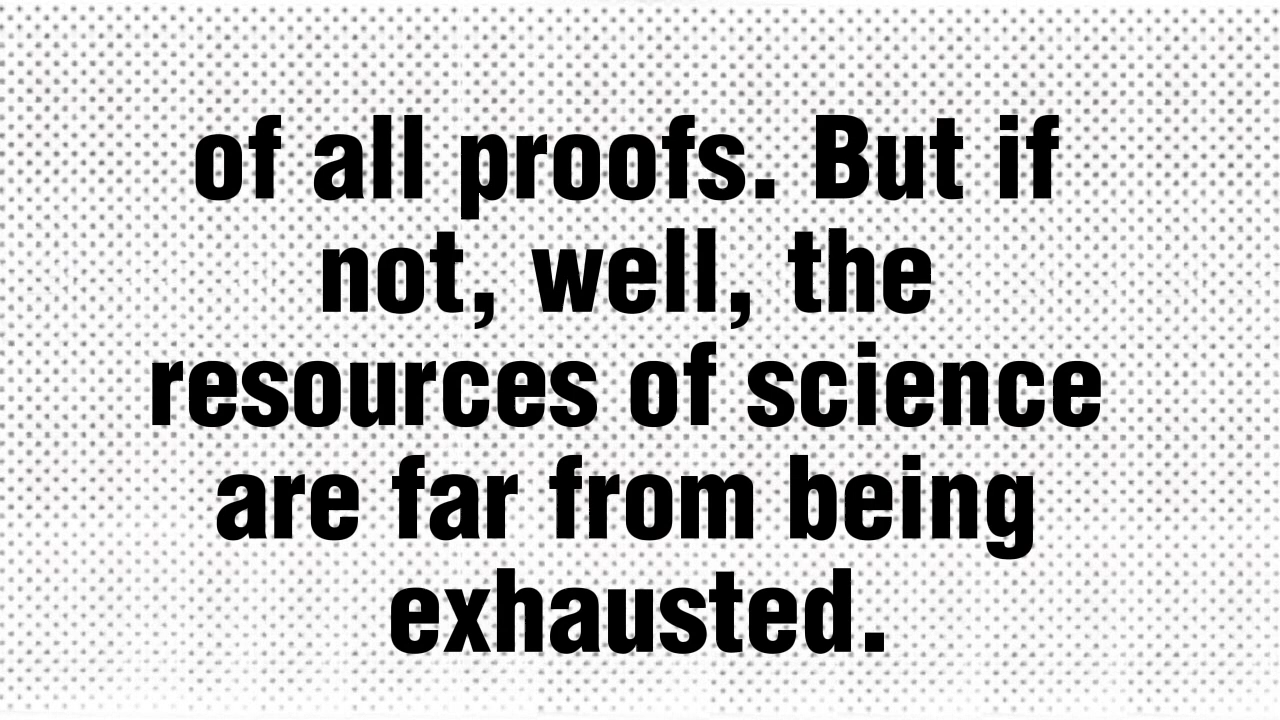 of all proofs. But if
not, well, the
resources of science
are far from being
exhausted.